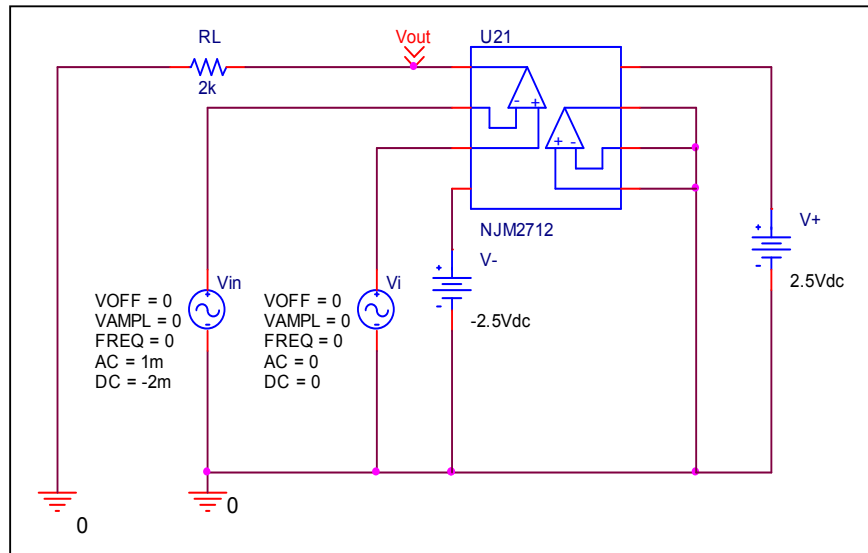 RL
2k
Vout
U21
- +
+ -
NJM2712
Vin
VOFF = 0
VAMPL = 0
FREQ = 0
AC = 1m
DC = -2m
+
-
Vi
VOFF = 0
VAMPL = 0
FREQ = 0
AC = 0
DC = 0
+
-
V-
+
-
-2.5Vdc
V+
+
-
2.5Vdc
0
0